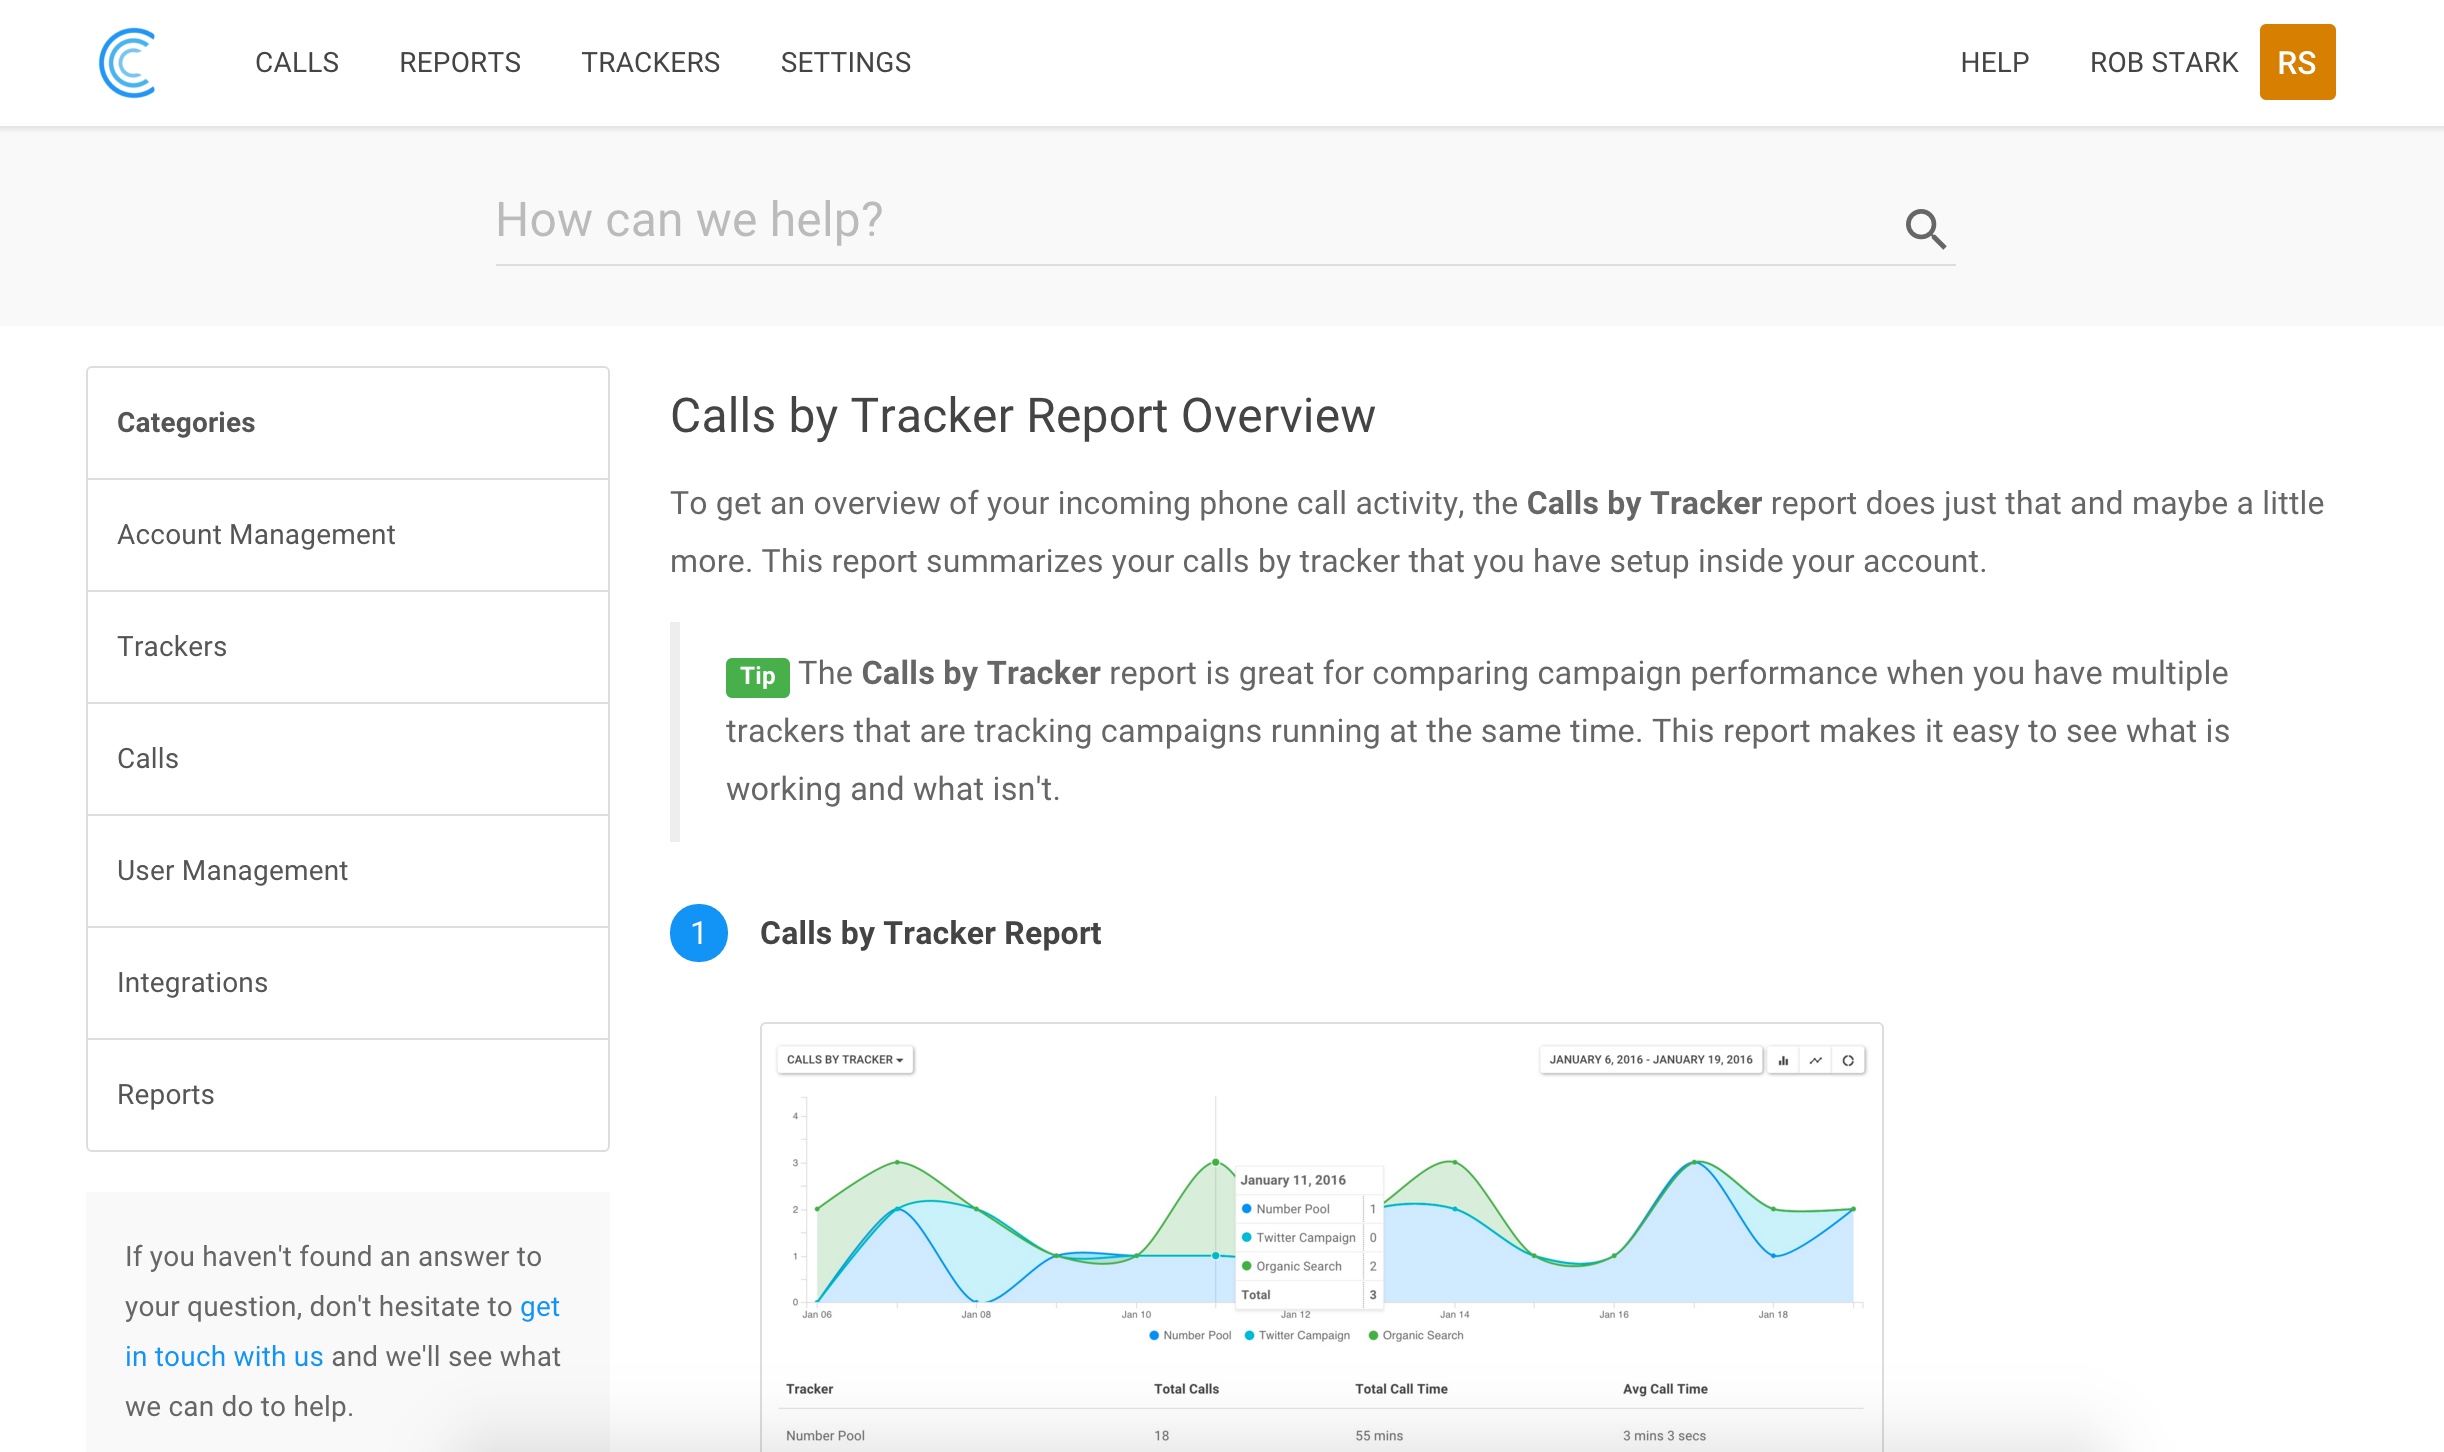 CALLS REPORTS TRACKERS SETTINGS HELP ROB STARK RS
How can we help?
Categories
Account Management
Trackers
Calls
User Management
Integrations
Reports
If you haven't found an answer to
your question, don't hesitate to get
in touch with us and we'll see what
we can do to help.
Calls by Tracker Report Overview
To get an overview of your incoming phone call activity, the Calls by Tracker report does just that and maybe a little
more. This report summarizes your calls by tracker that you have setup inside your account.
Tip The Calls by Tracker report is great for comparing campaign performance when you have multiple
trackers that are tracking campaigns running at the same time. This report makes it easy to see what is
working and what isn't.
1 Calls by Tracker Report
CALLS BY TRACKER JANUARY 6, 2016 - JANUARY 19, 2016
4
3
2
1
0
January 11, 2016
Number Pool 1
Twitter Campaign 0
Organic Search 2
Total 3
Jan 06 Jan 08 Jan 10 Jan 12 Jan 14 Jan 16 Jan 18
Number Pool Twitter Campaign Organic Search
Tracker Total Calls Total Call Time Avg Call Time
Number Pool 18 55 mins 3 mins 3 secs